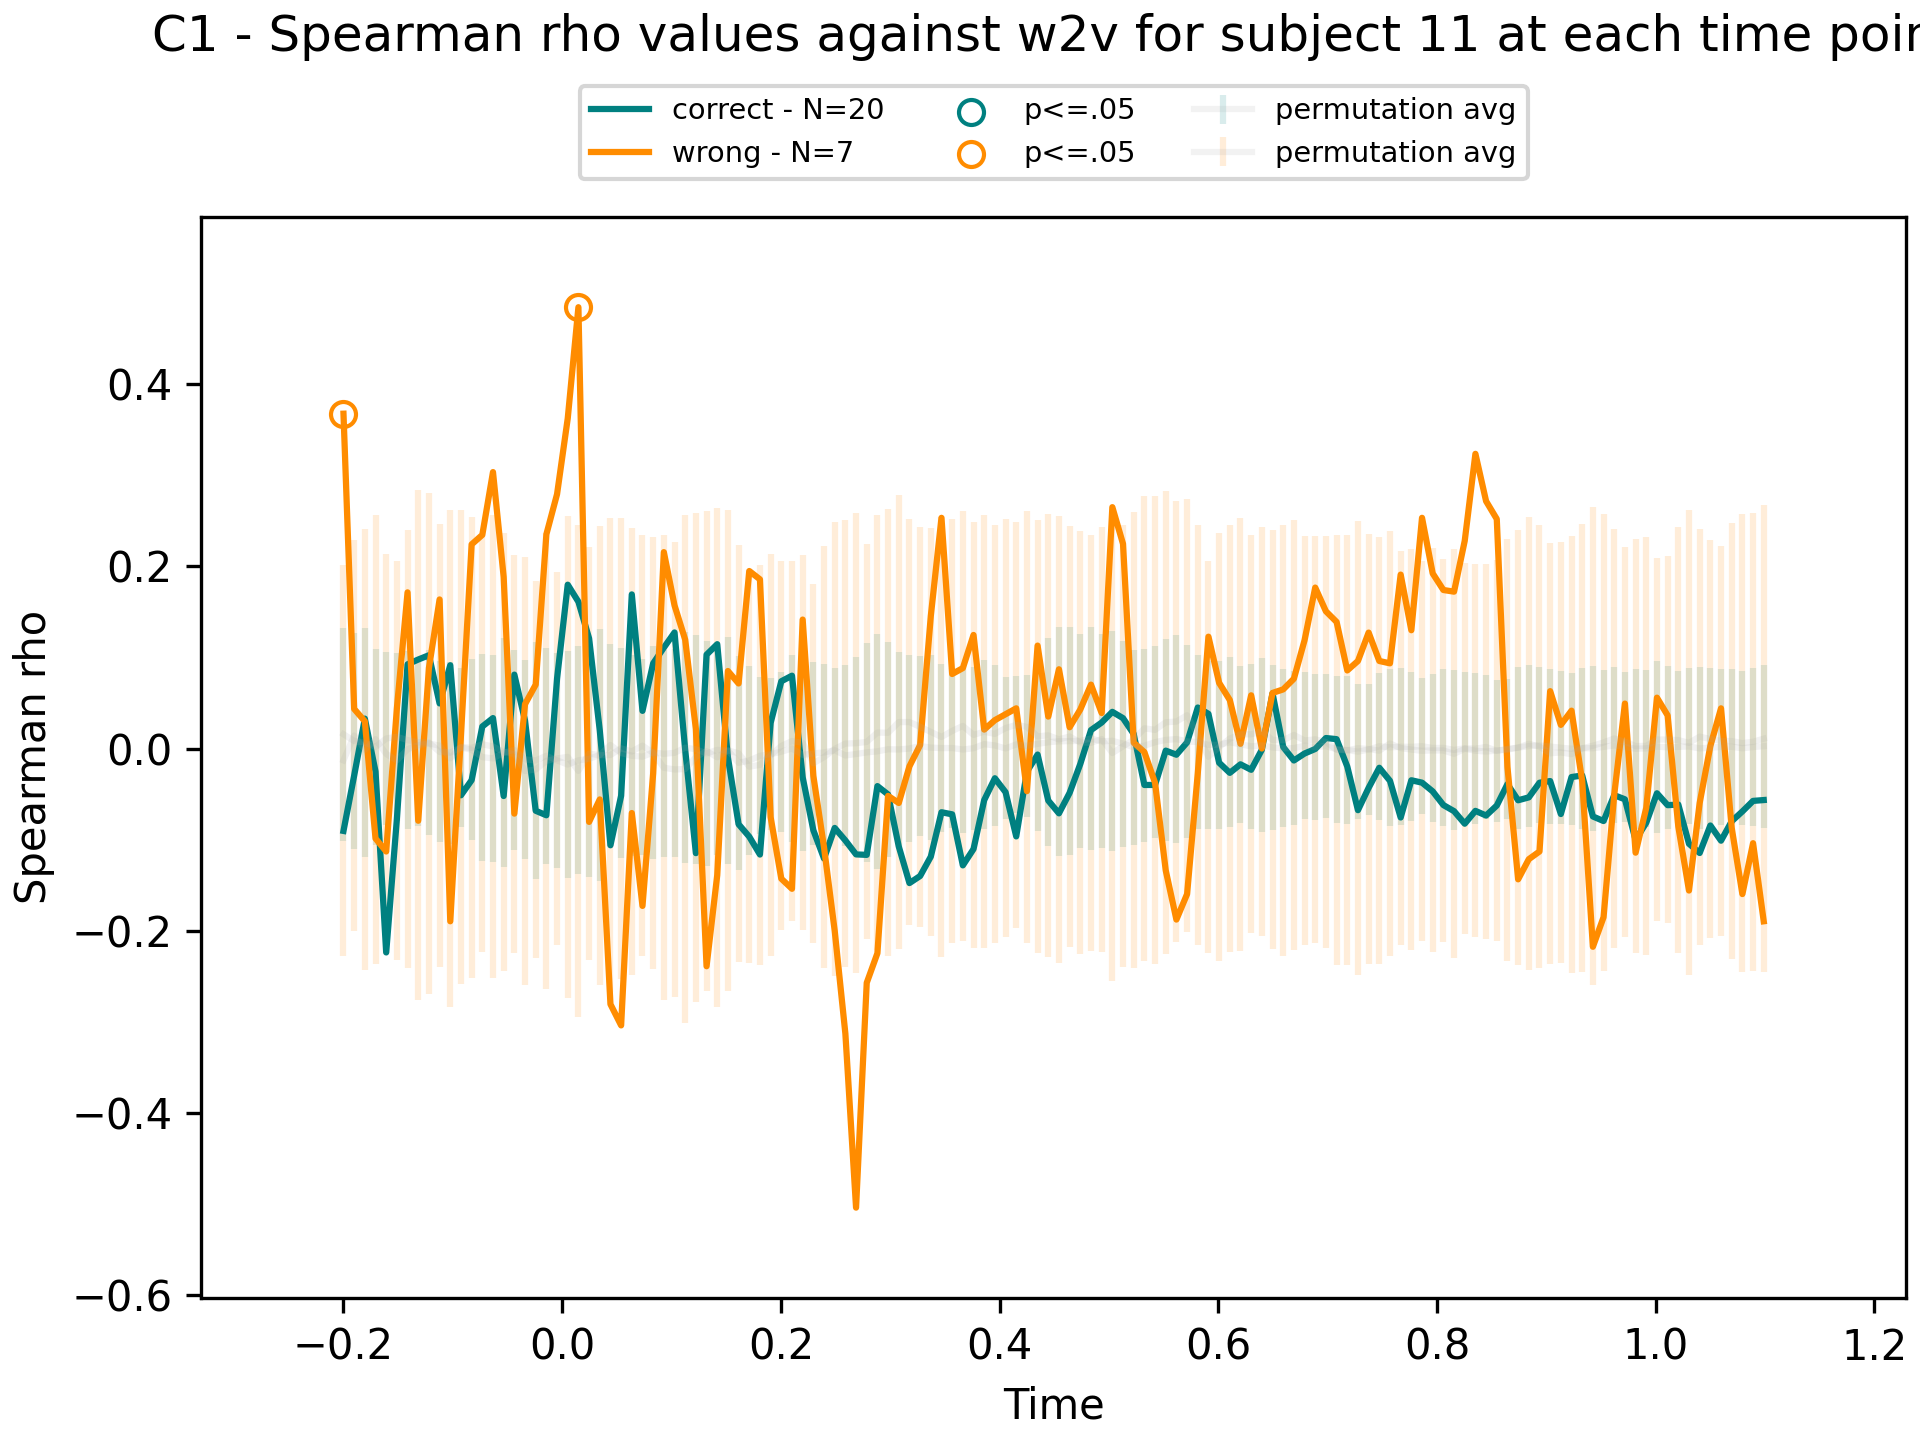 C1 - Spearman rho values against w2v for subject 11 at each time poin
correct - N=20 p<=.05 permutation avg
wrong - N=7 p<=.05 permutation avg
Spearman rho
0.4
0.2
0.0
−0.2
−0.4
−0.6
−0.2 0.0 0.2 0.4 0.6 0.8 1.0 1.2
Time